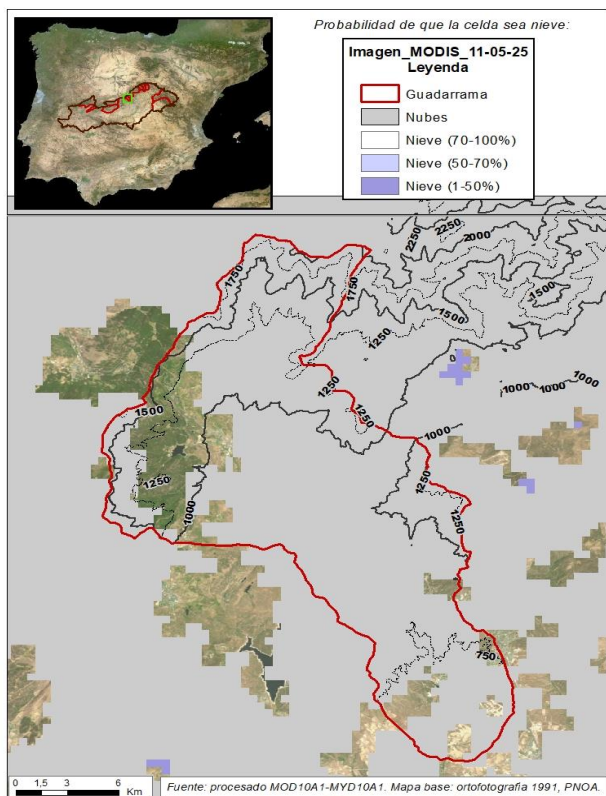 Probabilidad de que la celda sea nieve:
Imagen_MODIS_11-05-25
Leyenda
Guadarrama
Nubes
Nieve (70-100%)
Nieve (50-70%)
Nieve (1-50%)
2250
2250
2000
1750
1750
1500
1500
1250
1250
1250
1000
1000
1000
1500
1000
1250
1250
1250
1000
750
0 1,5 3 6
Km
Fuente: procesado MOD10A1-MYD10A1. Mapa base: ortofotografia 1991, PNOA.